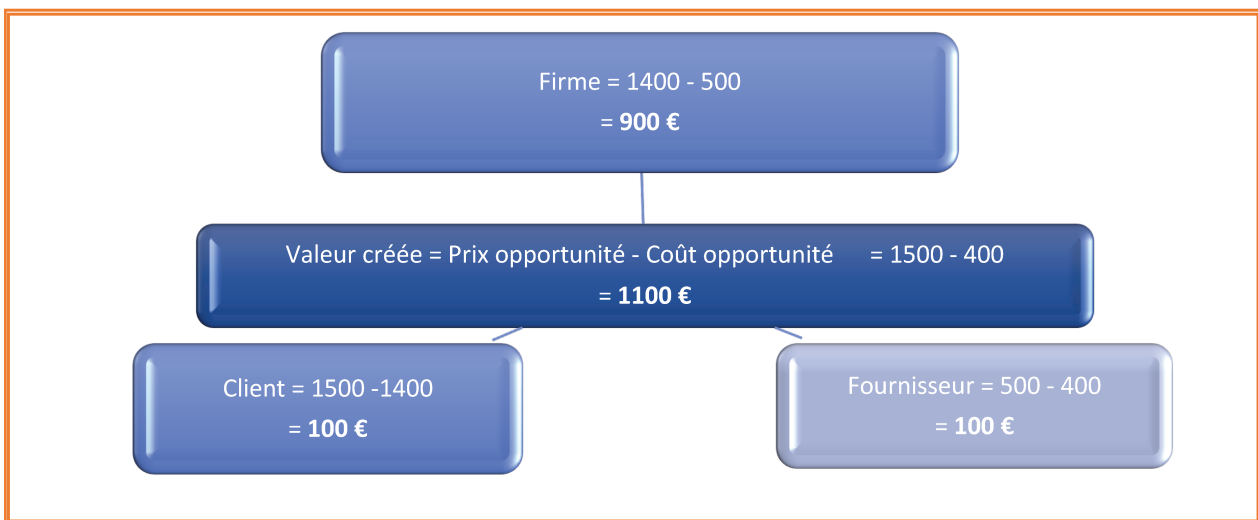 Firme = 1400 - 500
= 900 €
Valeur créée = Prix opportunité - Coût opportunité = 1500 - 400
= 1100 €
Client = 1500 -1400
= 100 €
Fournisseur = 500 - 400
= 100 €